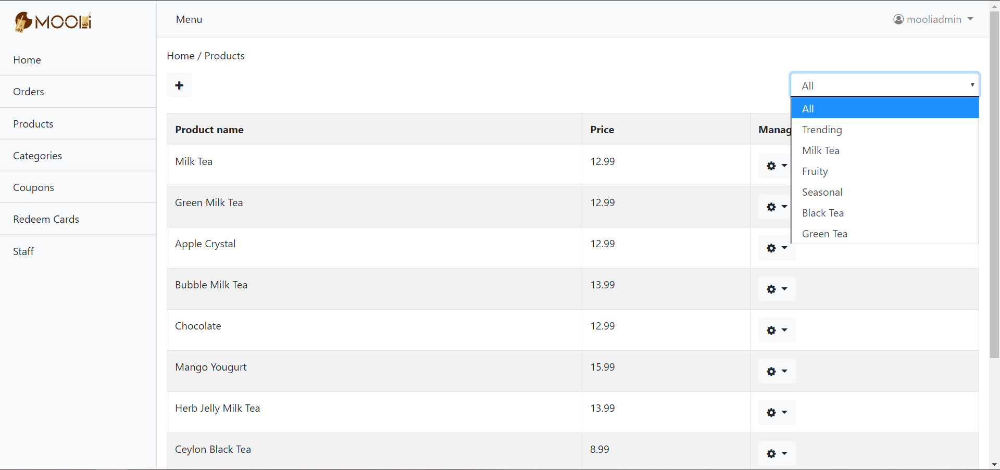 MOOLi
Menu
mooliadmin
Home
Orders
Products
Categories
Coupons
Redeem Cards
Staff
Home / Products
All
All
Trending
Milk Tea
Fruity
Seasonal
Black Tea
Green Tea
Product name Price Manag
Milk Tea 12.99
Green Milk Tea 12.99
Apple Crystal 12.99
Bubble Milk Tea 13.99
Chocolate 12.99
Mango Yougurt 15.99
Herb Jelly Milk Tea 13.99
Ceylon Black Tea 8.99